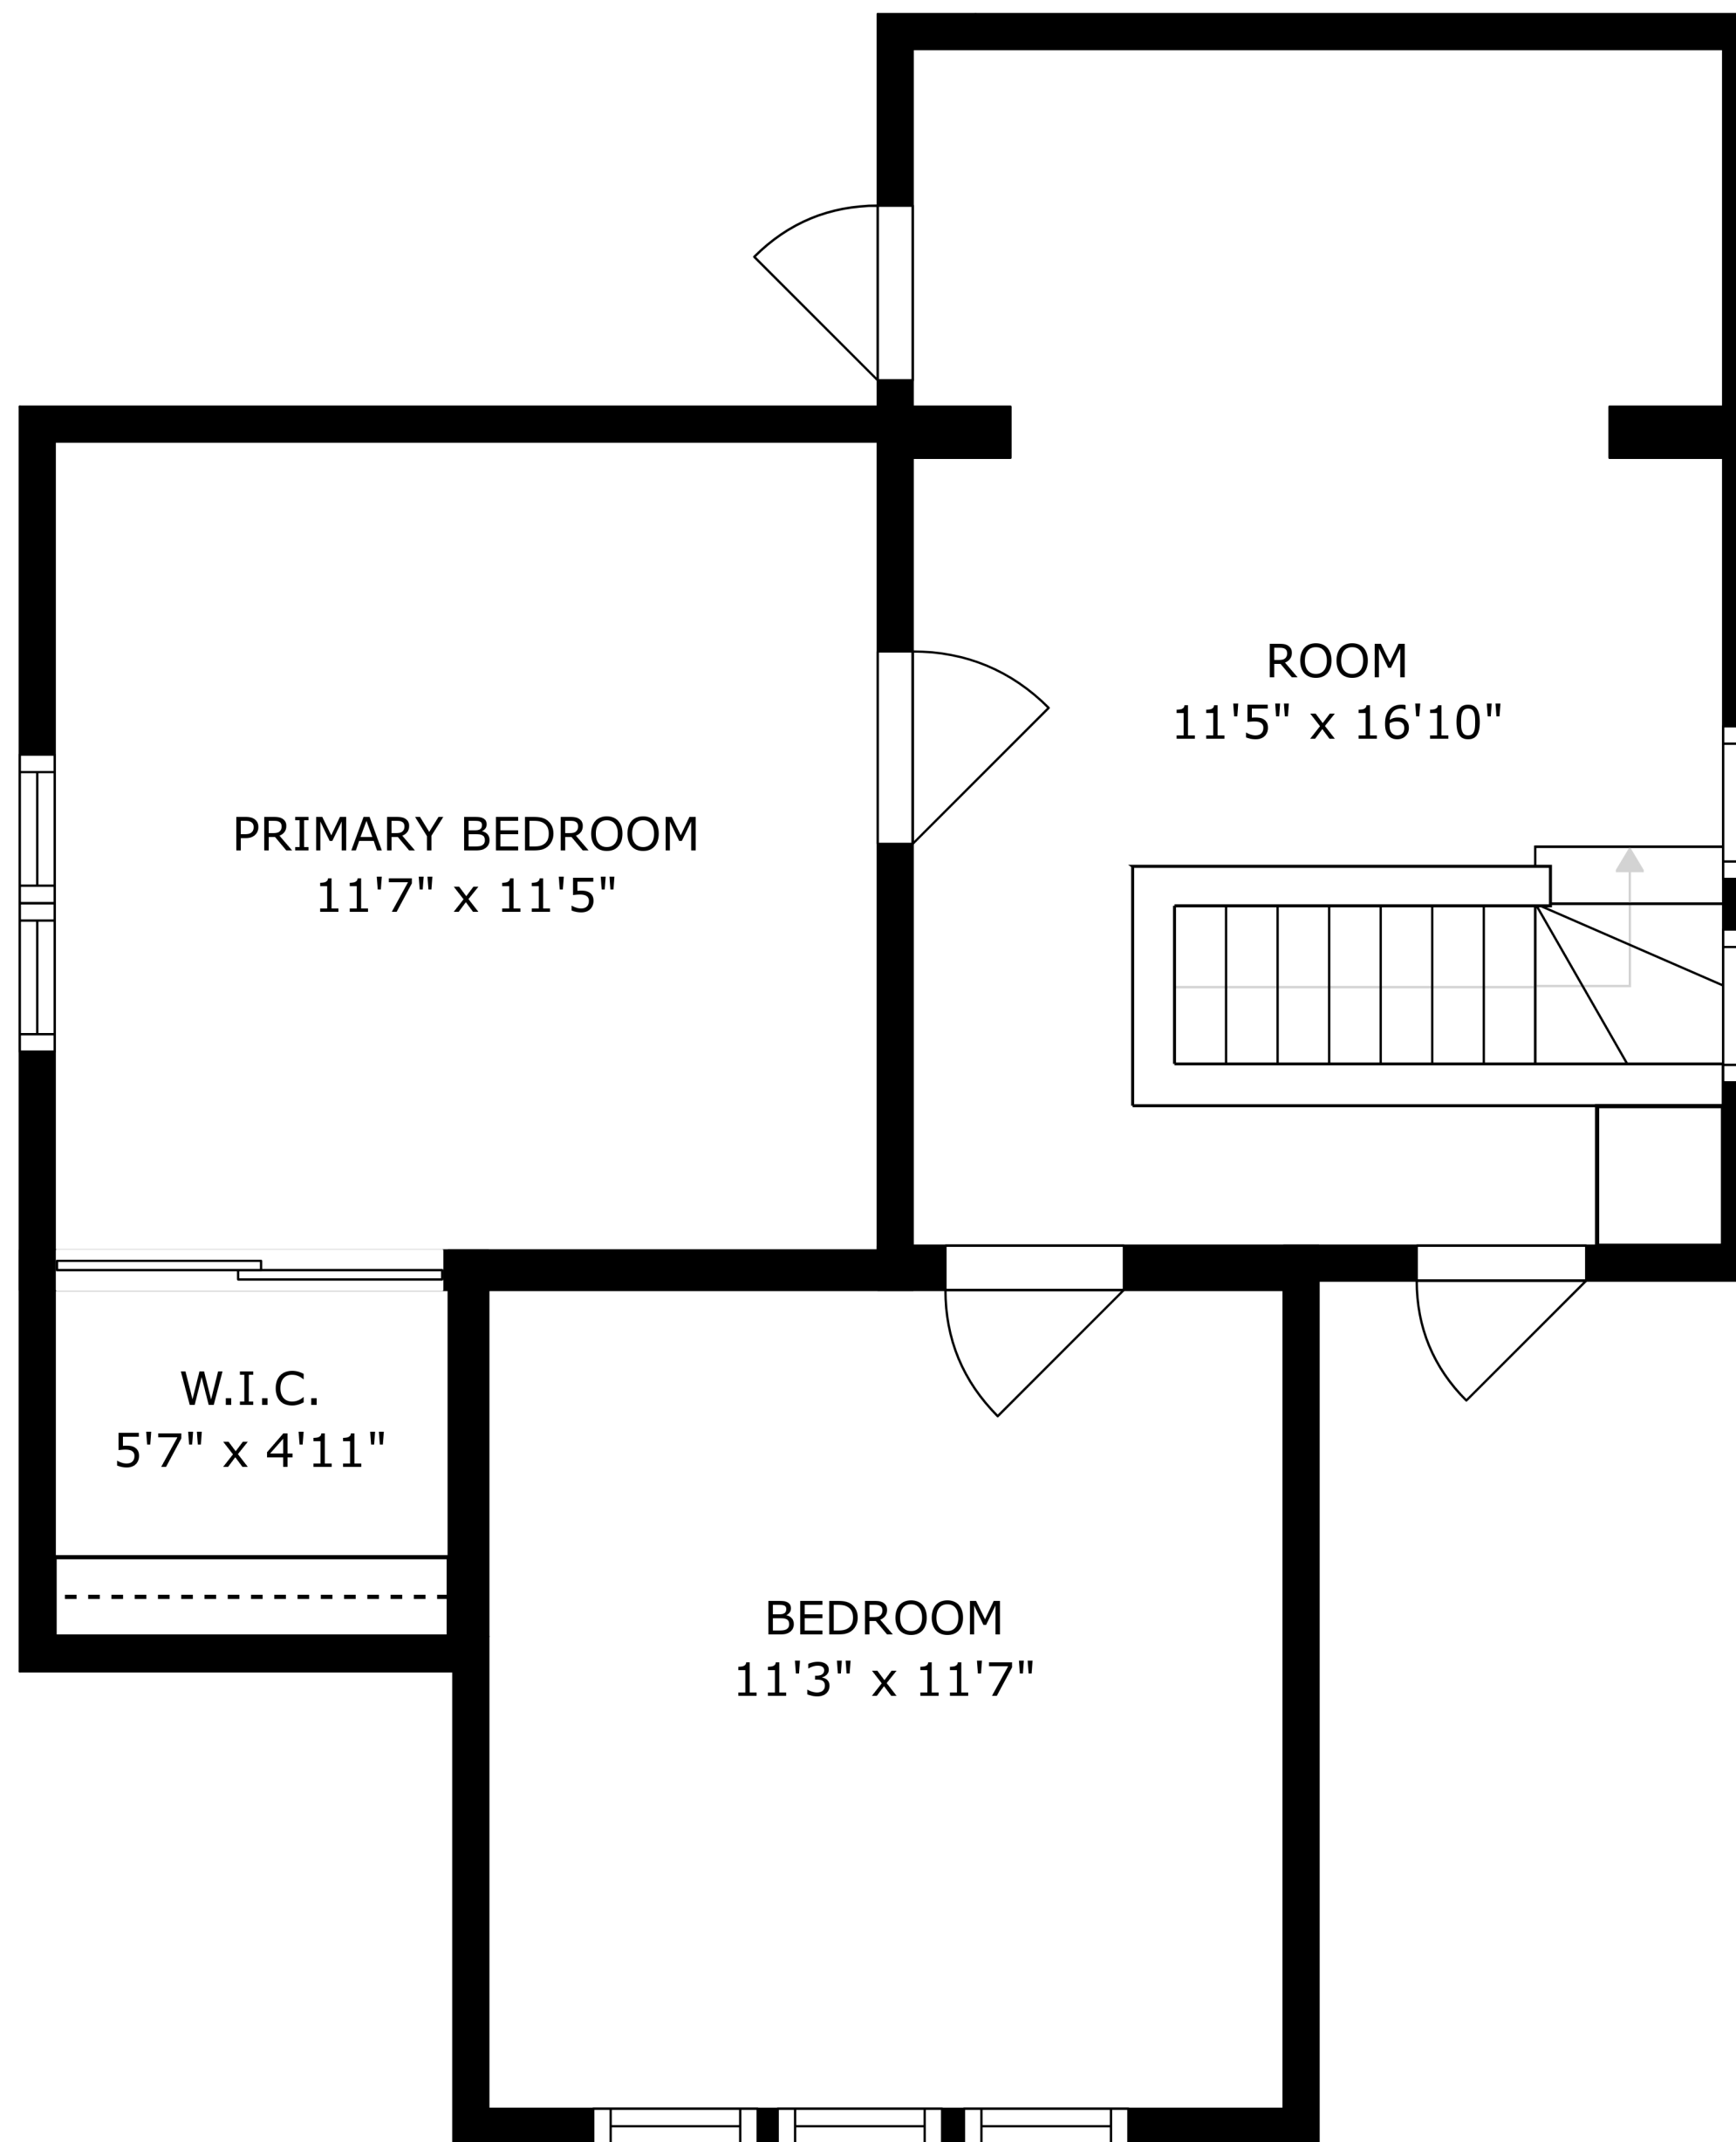 ROOM
11'5" x 16'10"
PRIMARY BEDROOM
11'7" x 11'5"
W.I.C.
5'7" x 4'11"
BEDROOM
11'3" x 11'7"